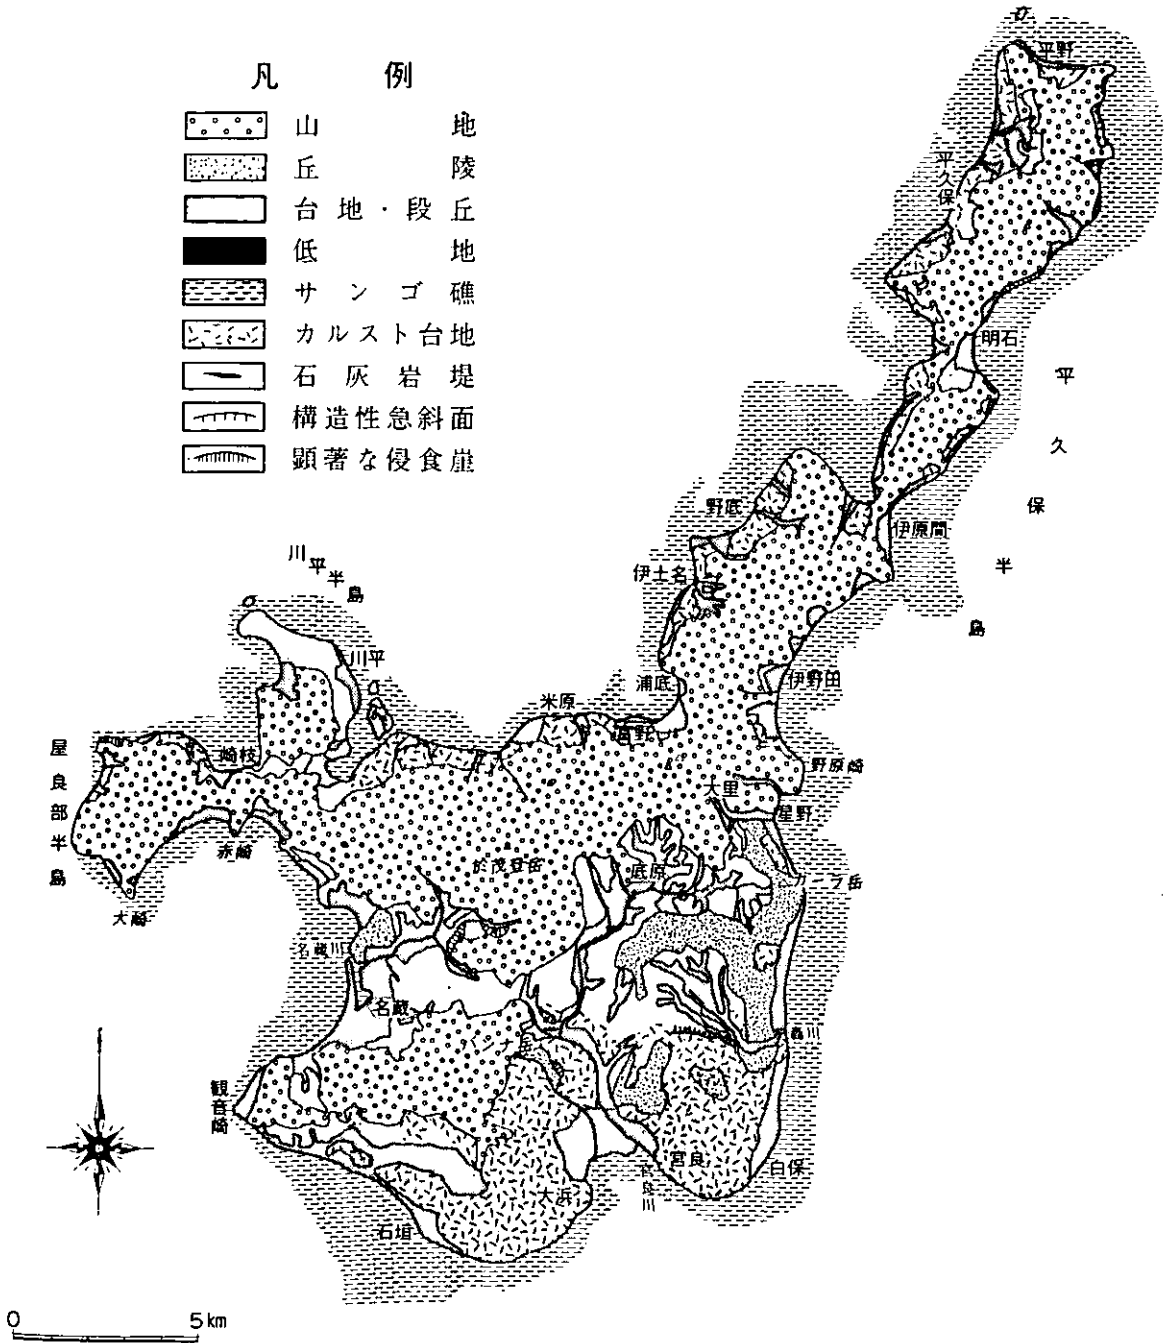 凡例
山地
丘陵
台地・段丘
低地
サンゴ礁
カルスト台地
石灰岩堤
構造性急斜面
顕著な侵食崖
平野
平久保
明石
平久保半島
野底
伊原間
伊土名
川平半島
川平
浦底
伊野田
米原
屋良部半島
崎枝
野原崎
大里
星野
赤崎
於茂登岳
底原
大崎
名蔵川
名蔵
観音崎
宮良
白保
宮良川
大浜
石垣
0 5km